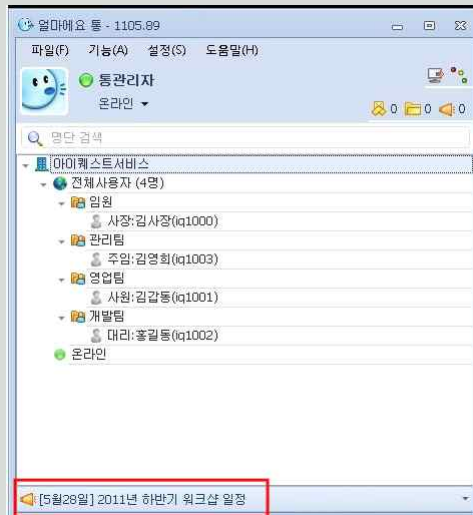 얼마에요 통 - 1105.89
파일(F) 기능(A) 설정(S) 도움말(H)
통관리자
온라인
0 0 0
명단 검색
아이퀘스트서비스
전체사용자 (4명)
임원
사장:김사장(iq1000)
관리팀
주임:김영희(iq1003)
영업팀
사원:김갑동(iq1001)
개발팀
대리:홍길동(iq1002)
온라인
[5월28일] 2011년 하반기 워크샵 일정